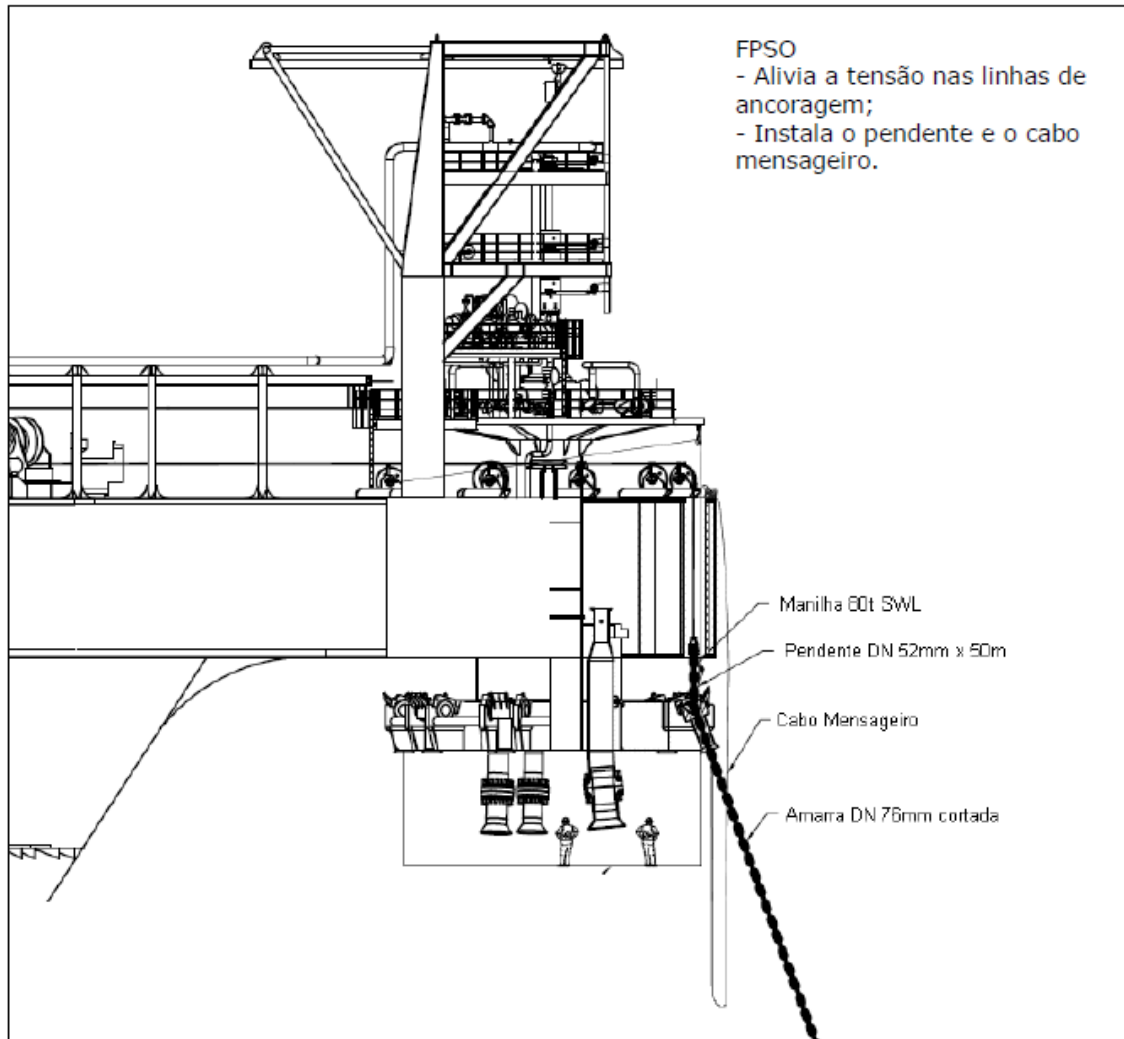 FPSO
- Alivia a tensão nas linhas de
ancoragem;
- Instala o pendente e o cabo
mensageiro.
Manilha 60t SWL
Pendente DN 52mm x 50m
Cabo Mensageiro
Amarra DN 76mm cortada